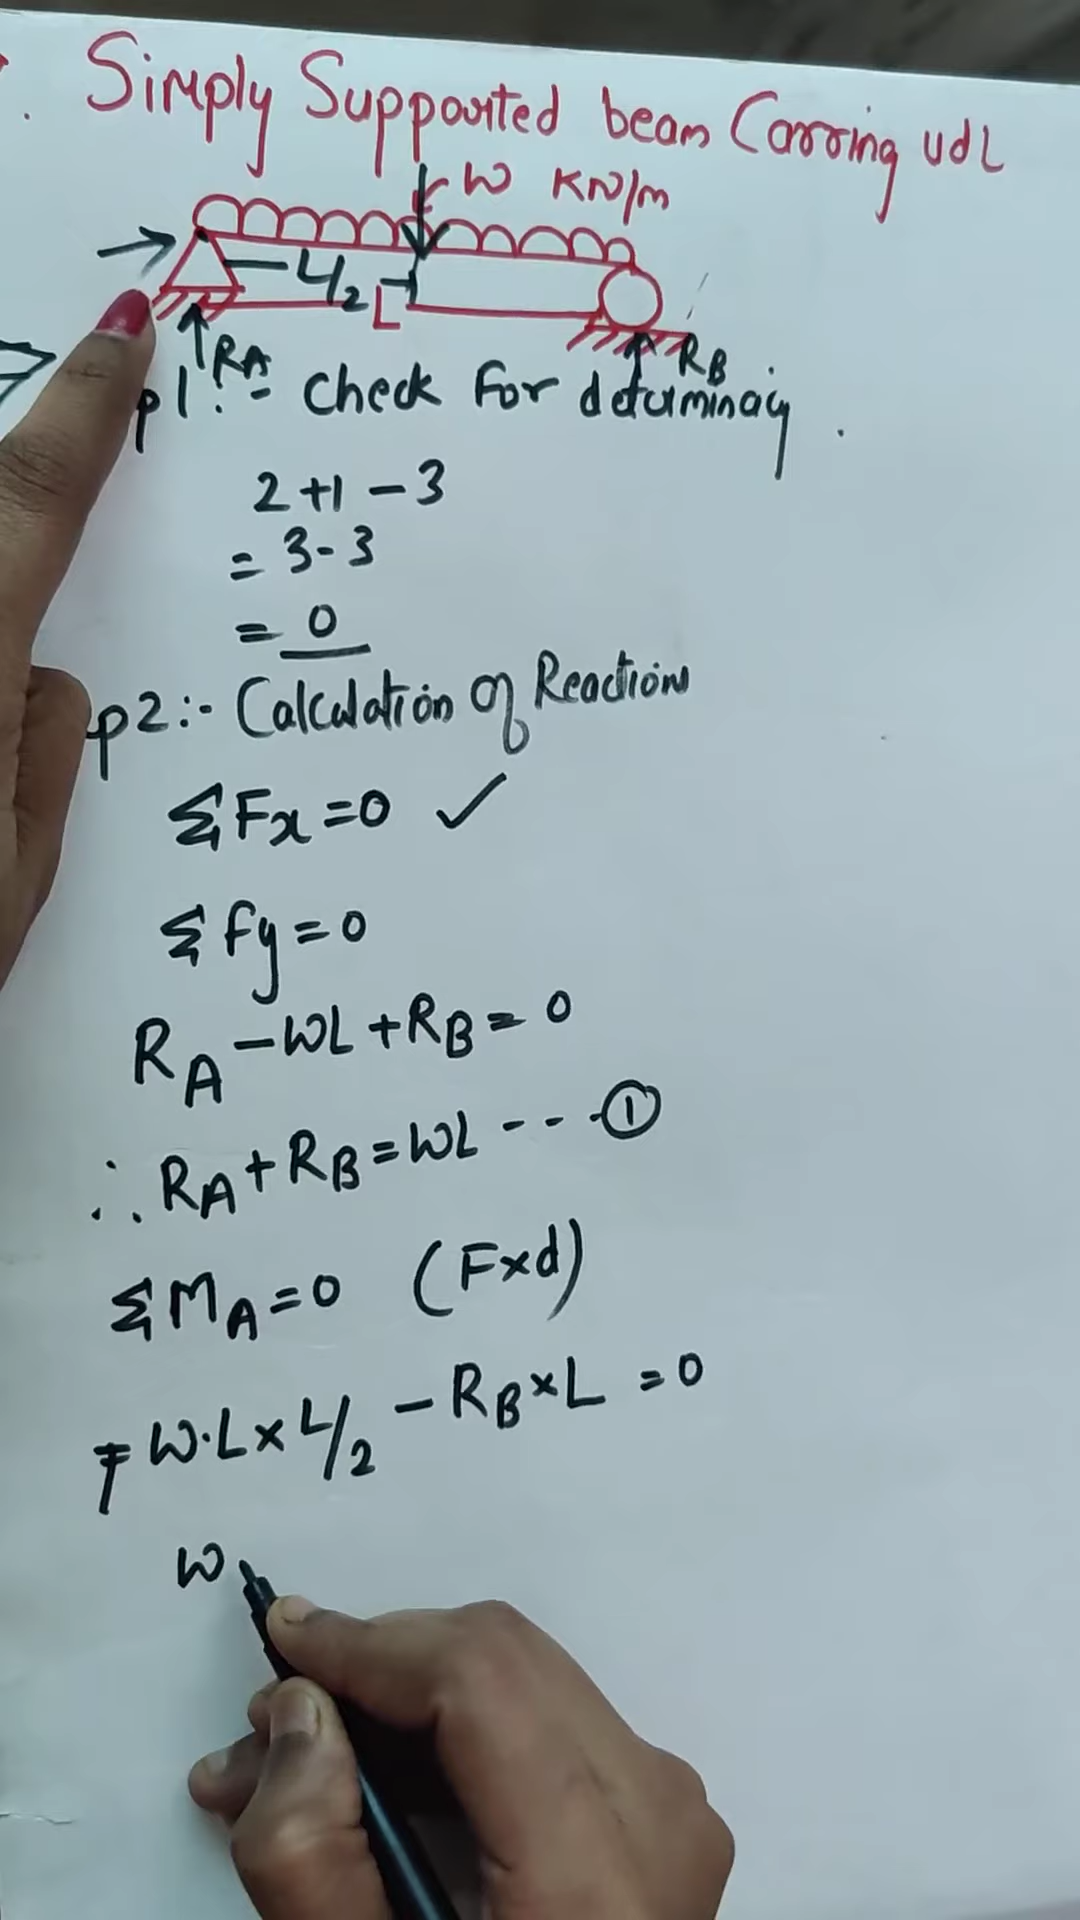 Simply Supported beam Carring UdL
W KN/m
L/2
L
RA
RB
p1:- Check For determinacy.
2+1-3
= 3-3
= 0
p2:- Calculation of Reactions
ΣFx=0 ✓
Σfy=0
RA-WL+RB=0
∴RA+RB=WL---①
ΣMA=0 (F×d)
W.L×L/2-RB×L=0
W